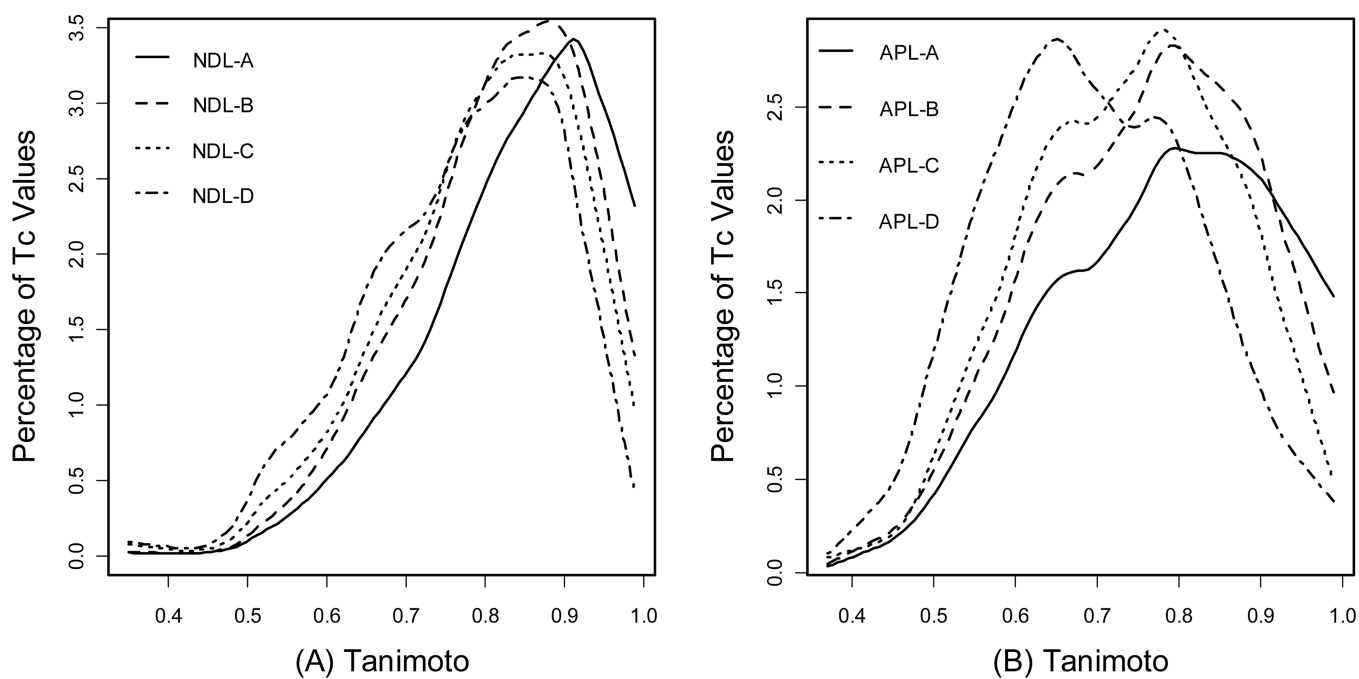 Percentage of Tc Values
3.5
3.0
2.5
2.0
1.5
1.0
0.5
0.0
NDL-A
NDL-B
NDL-C
NDL-D
0.4 0.5 0.6 0.7 0.8 0.9 1.0
(A) Tanimoto
Percentage of Tc Values
2.5
2.0
1.5
1.0
0.5
0.0
APL-A
APL-B
APL-C
APL-D
0.4 0.5 0.6 0.7 0.8 0.9 1.0
(B) Tanimoto